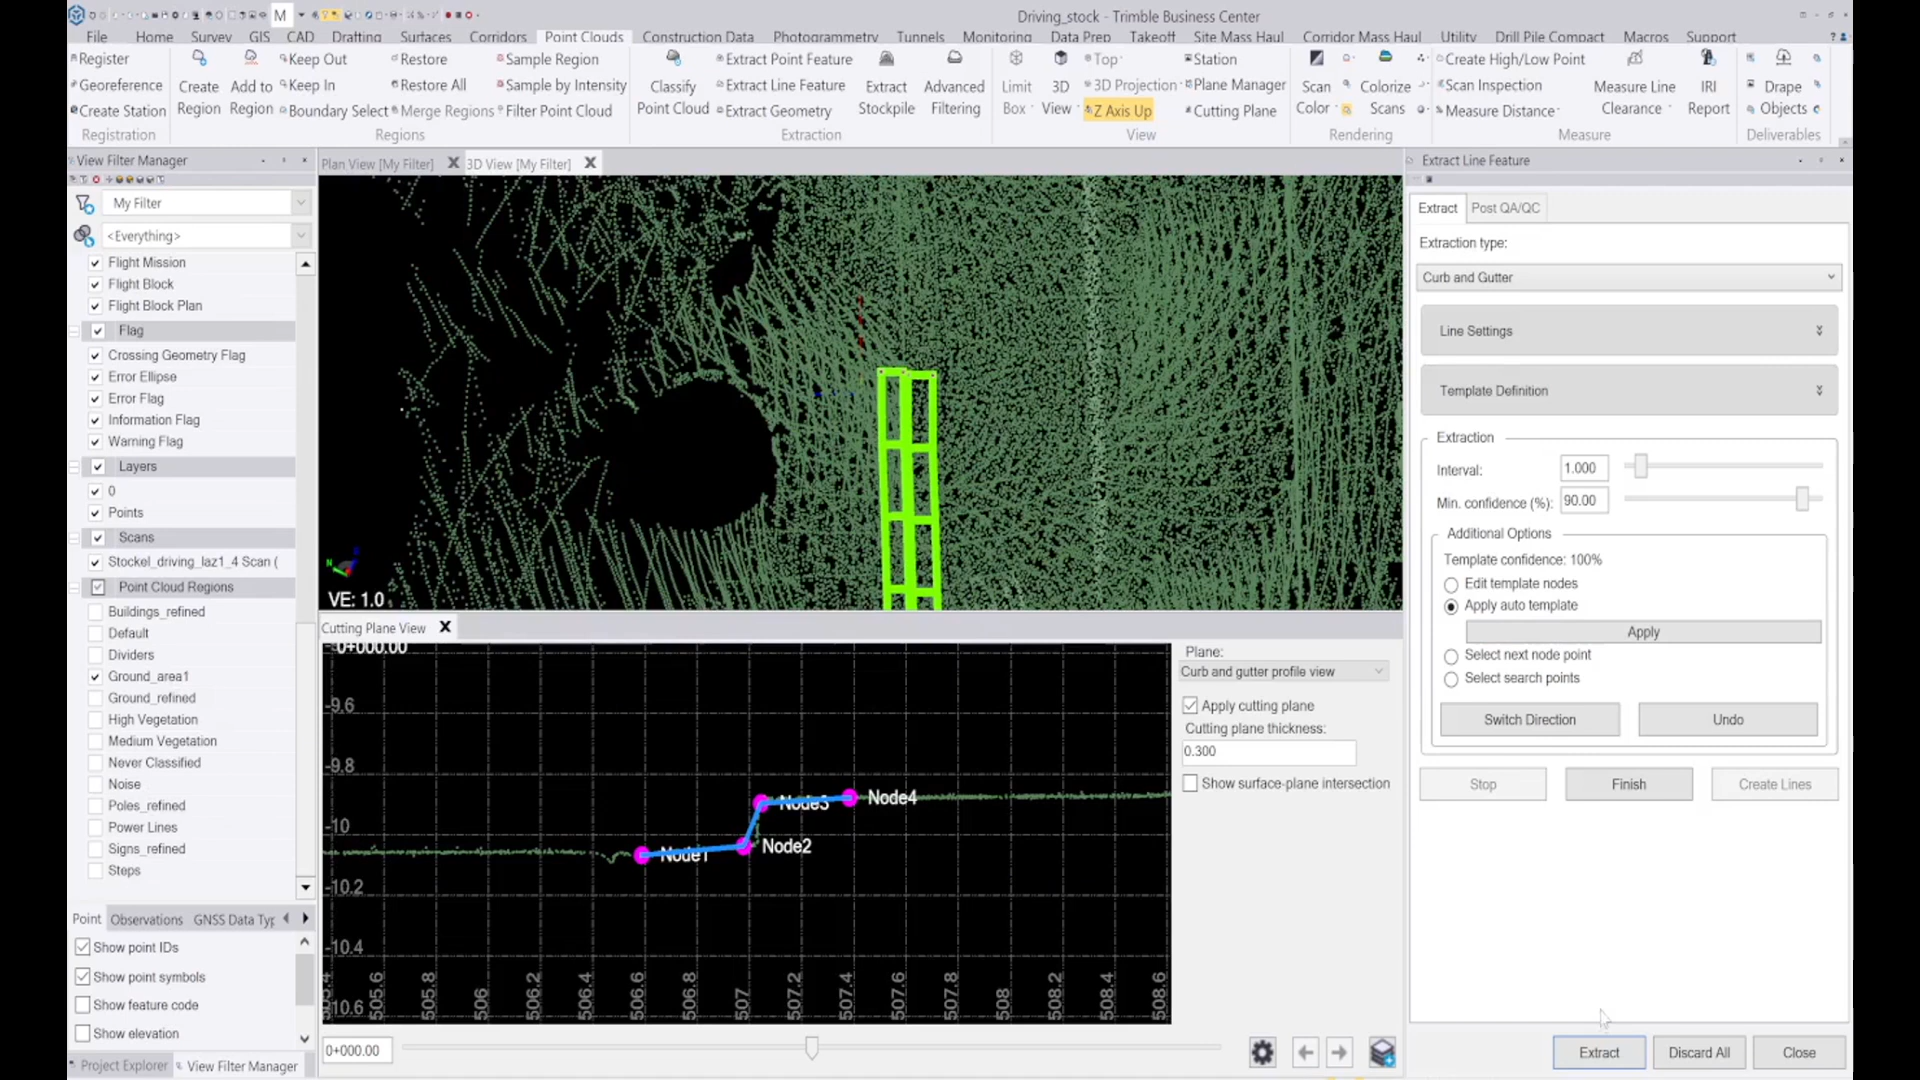 M
Driving_stock - Trimble Business Center
File Home Survey GIS CAD Drafting Surfaces Corridors Point Clouds Construction Data Photogrammetry Tunnels Monitoring Data Prep Takeoff Site Mass Haul Corridor Mass Haul Utility Drill Pile Compact Macros Support
Register
Georeference
Create Station
Registration
Create Region
Add to Region
Keep Out
Keep In
Boundary Select
Restore
Restore All
Merge Regions
Sample Region
Sample by Intensity
Filter Point Cloud
Regions
Classify Point Cloud
Extract Point Feature
Extract Line Feature
Extract Geometry
Extract Stockpile
Advanced Filtering
Extraction
Limit Box
3D View
Top
3D Projection
Z Axis Up
Station
Plane Manager
Cutting Plane
View
Scan Color
Colorize Scans
Rendering
Create High/Low Point
Scan Inspection
Measure Distance
Measure Line Clearance
IRI Report
Measure
Drape Objects
Deliverables
View Filter Manager
My Filter
<Everything>
Flight Mission
Flight Block
Flight Block Plan
Flag
Crossing Geometry Flag
Error Ellipse
Error Flag
Information Flag
Warning Flag
Layers
0
Points
Scans
Stockel_driving_laz1_4 Scan (
Point Cloud Regions
Buildings_refined
Default
Dividers
Ground_area1
Ground_refined
High Vegetation
Medium Vegetation
Never Classified
Noise
Poles_refined
Power Lines
Signs_refined
Steps
Point Observations GNSS Data Typ
Show point IDs
Show point symbols
Show feature code
Show elevation
Project Explorer View Filter Manager
Plan View [My Filter] 3D View [My Filter]
N
VE: 1.0
Cutting Plane View
0+000.00
-9.6
-9.8
-10
-10.2
-10.4
-10.6
Node1
Node2
Node3
Node4
505.4 505.6 505.8 506 506.2 506.4 506.6 506.8 507 507.2 507.4 507.6 507.8 508 508.2 508.4 508.6
0+000.00
Plane:
Curb and gutter profile view
Apply cutting plane
Cutting plane thickness:
0.300
Show surface-plane intersection
Extract Line Feature
Extract Post QA/QC
Extraction type:
Curb and Gutter
Line Settings
Template Definition
Extraction
Interval: 1.000
Min. confidence (%): 90.00
Additional Options
Template confidence: 100%
Edit template nodes
Apply auto template
Apply
Select next node point
Select search points
Switch Direction Undo
Stop Finish Create Lines
Extract Discard All Close